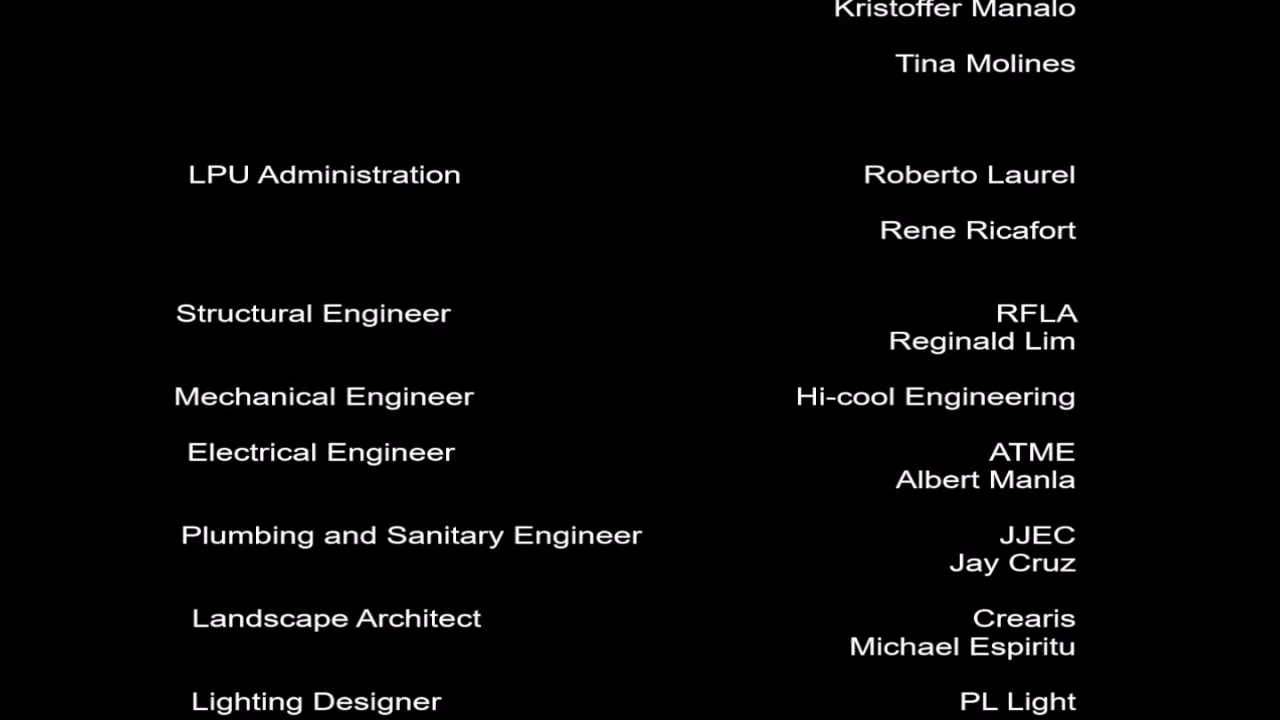 Kristoffer Manalo
Tina Molines
LPU Administration Roberto Laurel
Rene Ricafort
Structural Engineer RFLA
Reginald Lim
Mechanical Engineer Hi-cool Engineering
Electrical Engineer ATME
Albert Manla
Plumbing and Sanitary Engineer JJEC
Jay Cruz
Landscape Architect Crearis
Michael Espiritu
Lighting Designer PL Light